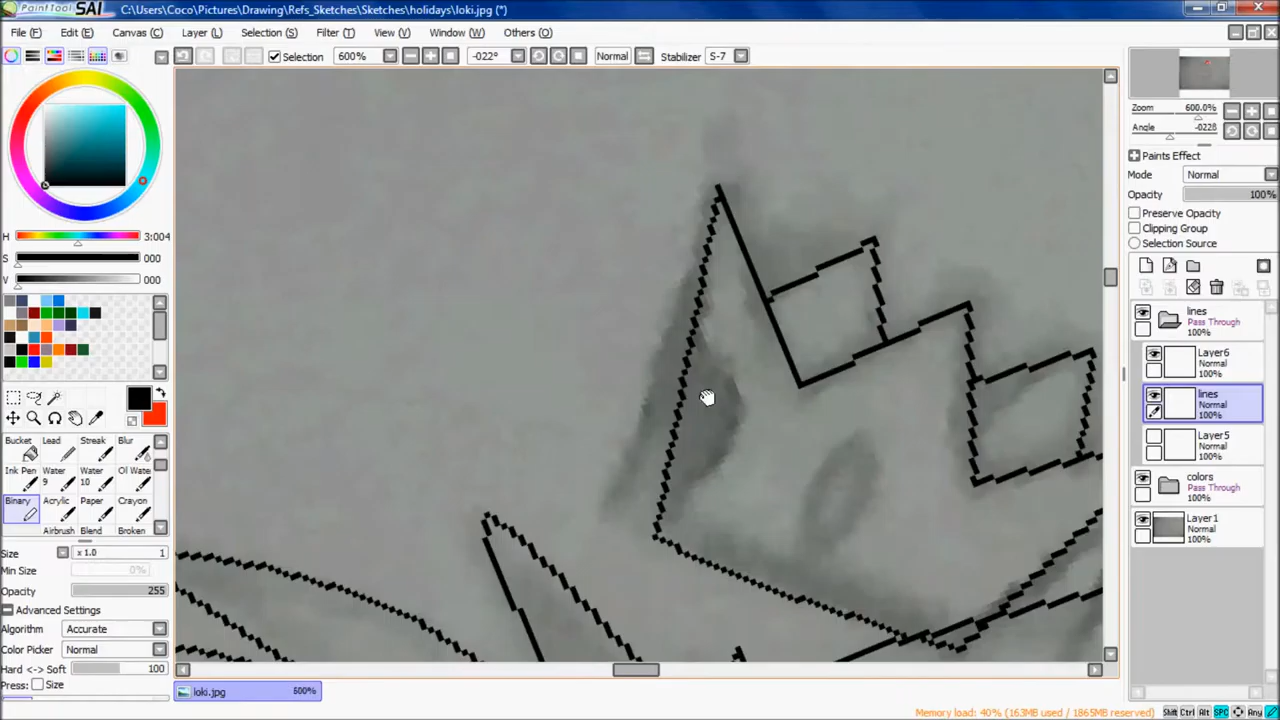 PaintTool SAI C:\Users\Coco\Pictures\Drawing\Refs_Sketches\Sketches\holidays\loki.jpg (*)
File (F) Edit (E) Canvas (C) Layer (L) Selection (S) Filter (T) View (V) Window (W) Others (O)
Selection 600% -022° Normal Stabilizer S-7
Zoom 600.0%
Angle -022B
Paints Effect
Mode Normal
Opacity 100%
Preserve Opacity
Clipping Group
Selection Source
H 3:004
S 000
V 000
lines
Pass Through
100%
Layer6
Normal
100%
lines
Normal
100%
Layer5
Normal
100%
colors
Pass Through
100%
Layer1
Normal
100%
Bucket Lead Streak Blur
Ink Pen Water 9 Water 10 Oil Water
Binary Acrylic Paper Crayon
Airbrush Blend Broken
Size x 1.0 1
Min Size 0%
Opacity 255
Advanced Settings
Algorithm Accurate
Color Picker Normal
Hard <-> Soft 100
Press: Size
loki.jpg 600%
Memory load: 40% (163MB used / 1865MB reserved) Shift Ctrl Alt SPC Any